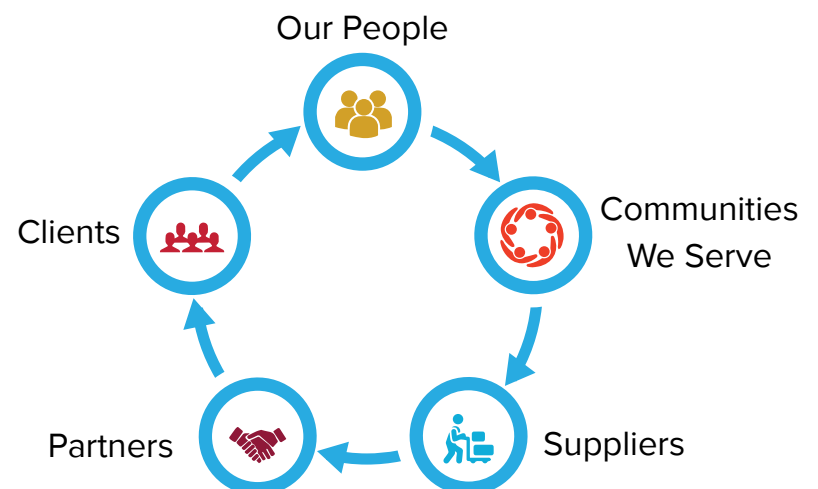 Our People
Communities
We Serve
Suppliers
Partners
Clients